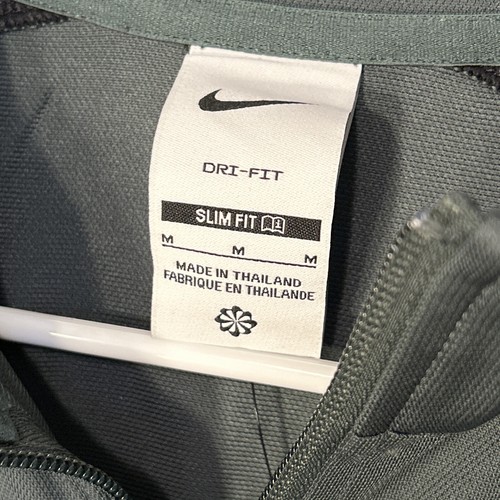 DRI-FIT
SLIM FIT
M M M
MADE IN THAILAND
FABRIQUE EN THAILANDE